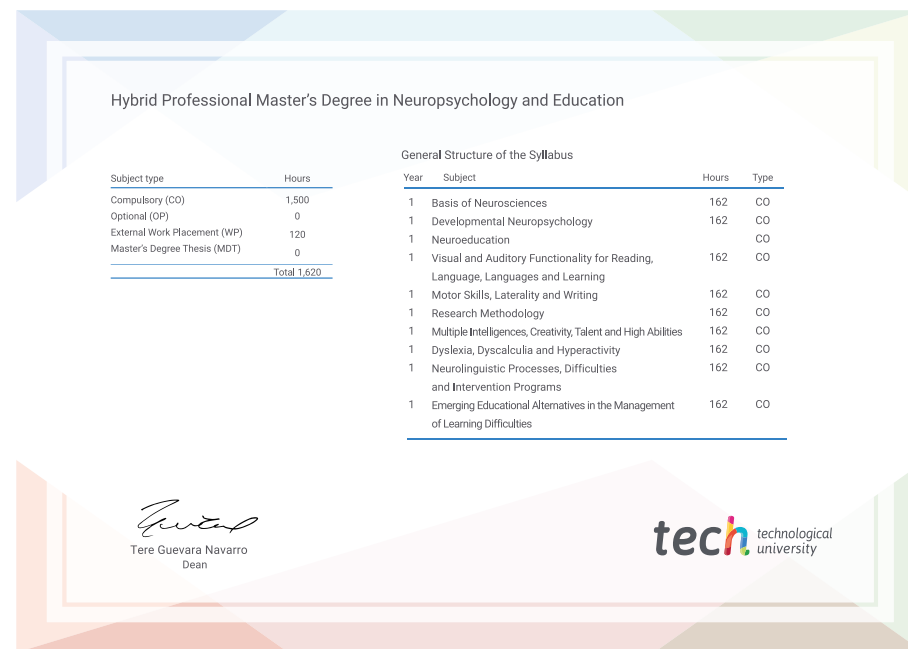 Hybrid Professional Master's Degree in Neuropsychology and Education
Subject type Hours
Compulsory (CO) 1,500
Optional (OP) 0
External Work Placement (WP) 120
Master's Degree Thesis (MDT) 0
Total 1,620
General Structure of the Syllabus
Year Subject Hours Type
1 Basis of Neurosciences 162 CO
1 Developmental Neuropsychology 162 CO
1 Neuroeducation CO
1 Visual and Auditory Functionality for Reading, 162 CO
Language, Languages and Learning
1 Motor Skills, Laterality and Writing 162 CO
1 Research Methodology 162 CO
1 Multiple Intelligences, Creativity, Talent and High Abilities 162 CO
1 Dyslexia, Dyscalculia and Hyperactivity 162 CO
1 Neurolinguistic Processes, Difficulties 162 CO
and Intervention Programs
1 Emerging Educational Alternatives in the Management 162 CO
of Learning Difficulties
Tere Guevara Navarro
Dean
tech technological
university